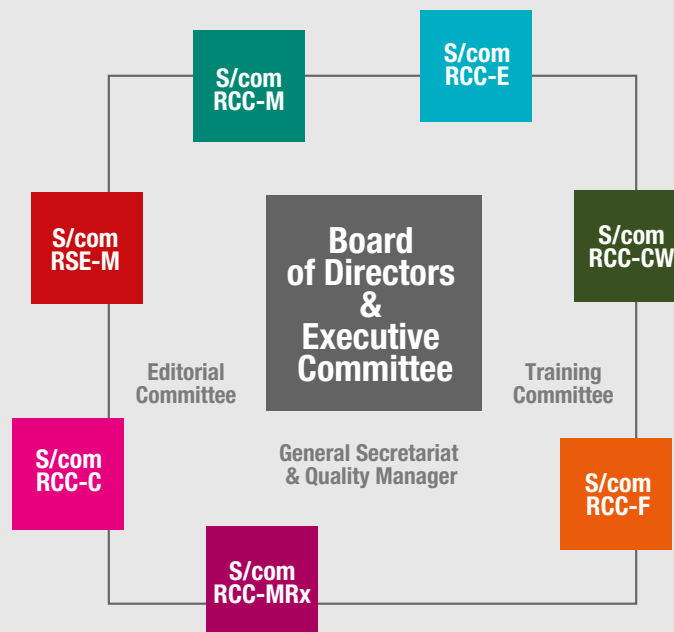 S/com
RCC-M
S/com
RCC-E
S/com
RSE-M
Board
of Directors
&
Executive
Committee
S/com
RCC-CW
Editorial
Committee
Training
Committee
S/com
RCC-C
General Secretariat
& Quality Manager
S/com
RCC-F
S/com
RCC-MRx